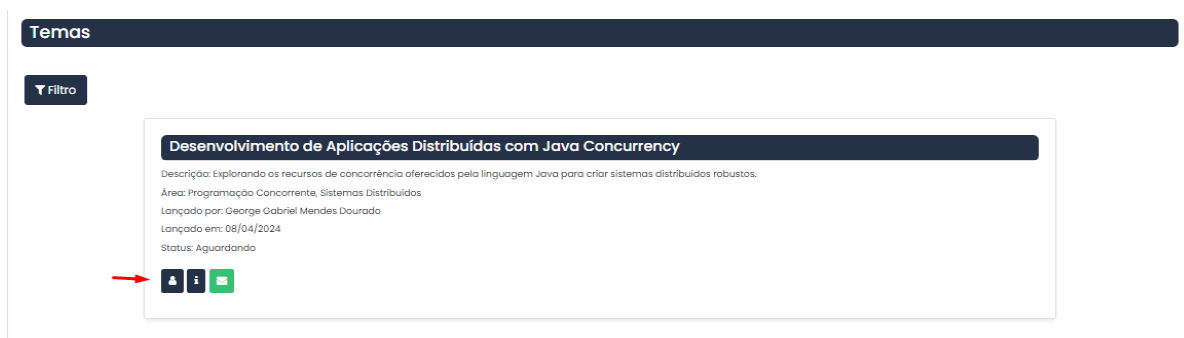 Temas
Filtro
Desenvolvimento de Aplicações Distribuídas com Java Concurrency
Descrição: Explorando os recursos de concorrência oferecidos pela linguagem Java para criar sistemas distribuídos robustos.
Área: Programação Concorrente, Sistemas Distribuídos
Lançado por: George Gabriel Mendes Dourado
Lançado em: 08/04/2024
Status: Aguardando